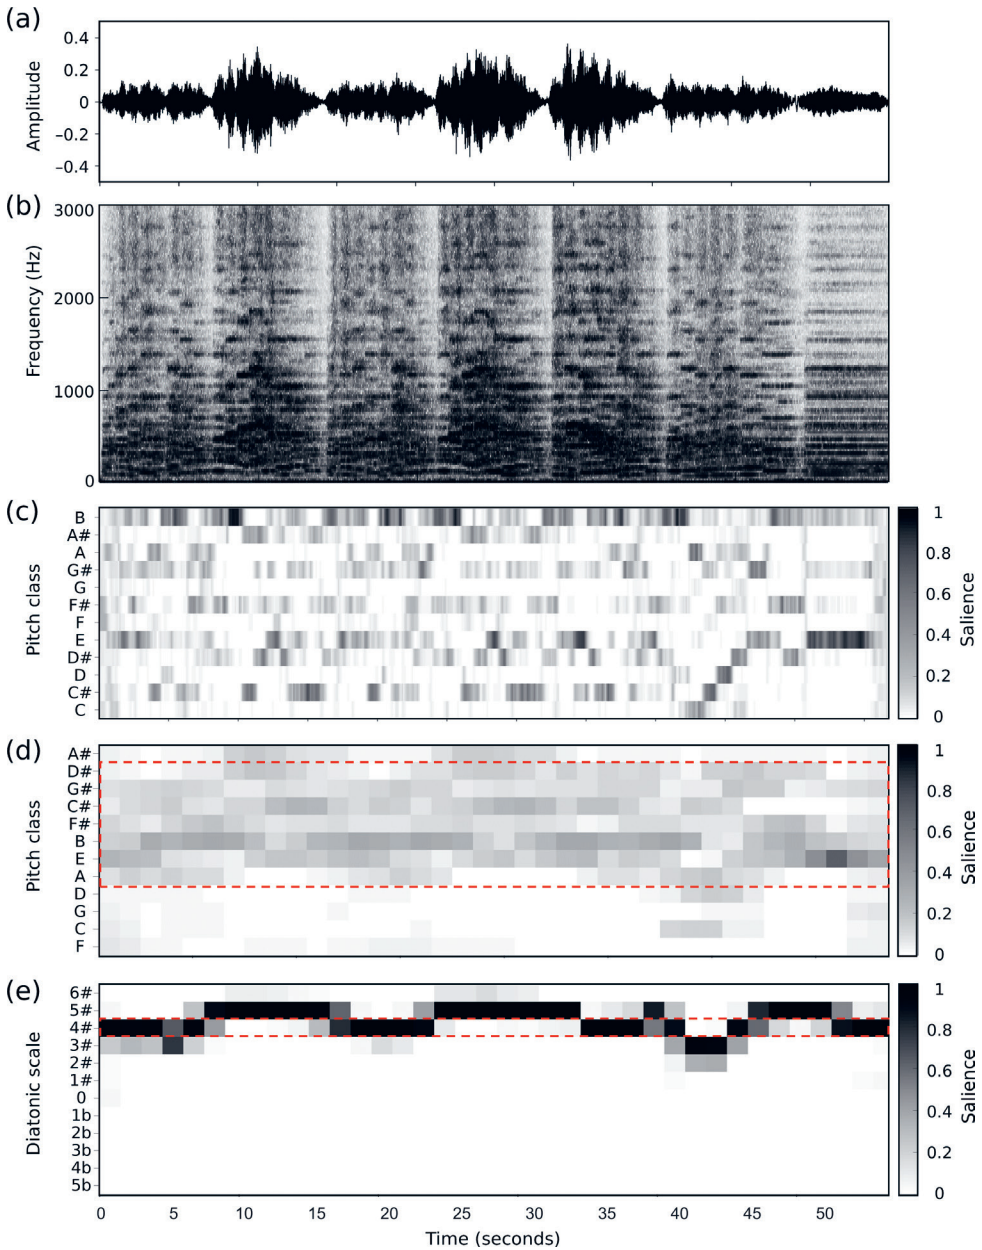 (a)
Amplitude
0.4
0.2
0
–0.2
–0.4
(b)
Frequency (Hz)
3000
2000
1000
0
(c)
Pitch class
B
A#
A
G#
G
F#
F
E
D#
D
C#
C
1
0.8
0.6
0.4
0.2
0
Salience
(d)
Pitch class
A#
D#
G#
C#
F#
B
E
A
D
G
C
F
1
0.8
0.6
0.4
0.2
0
Salience
(e)
Diatonic scale
6#
5#
4#
3#
2#
1#
0
1b
2b
3b
4b
5b
1
0.8
0.6
0.4
0.2
0
Salience
0 5 10 15 20 25 30 35 40 45 50
Time (seconds)